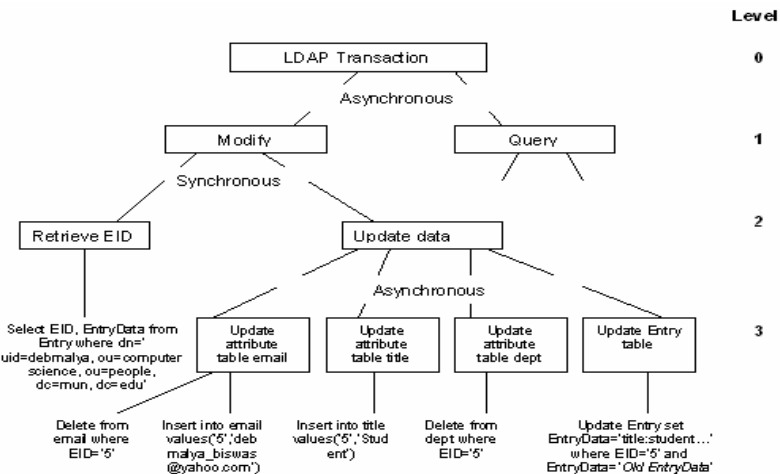 Level
LDAP Transaction
0
Asynchronous
Modify
Query
1
Synchronous
Retrieve EID
Update data
2
Asynchronous
Select EID, EntryData from
Entry where dn='
uid=debmalya, ou=computer
science, ou=people,
dc=mun, dc=edu'
Update
attribute
table email
Update
attribute
table title
Update
attribute
table dept
Update Entry
table
3
Delete from
email where
EID='5'
Insert into email
values('5','deb
malya_biswas
@yahoo.com')
Insert into title
values('5','Stud
ent')
Delete from
dept where
EID='5'
Update Entry set
EntryData='title:student...'
where EID='5' and
EntryData='Old EntryData'